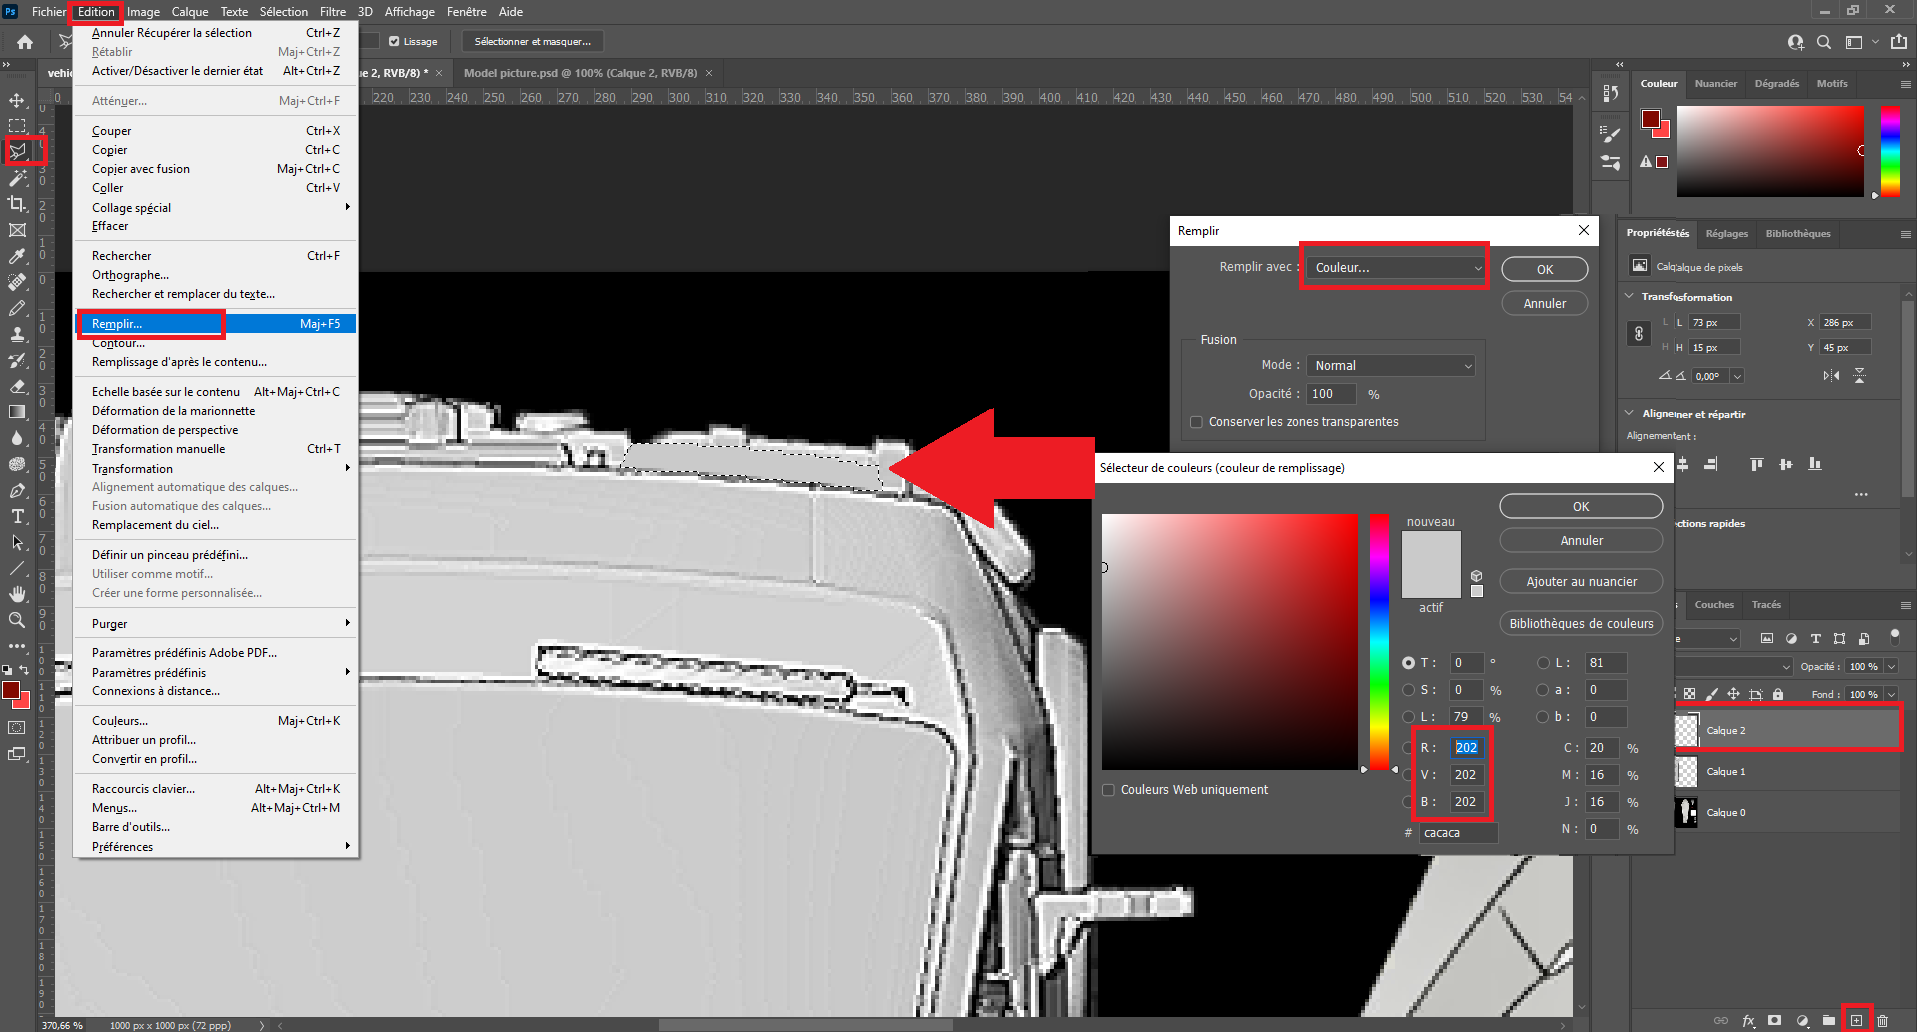 Ps
Fichier Edition Image Calque Texte Sélection Filtre 3D Affichage Fenêtre Aide
Lissage
Sélectionner et masquer...
vehic
e 2, RVB/8) * ×
Model picture.psd @ 100% (Calque 2, RVB/8) ×
Annuler Récupérer la sélection Ctrl+Z
Rétablir Maj+Ctrl+Z
Activer/Désactiver le dernier état Alt+Ctrl+Z
Atténuer... Maj+Ctrl+F
Couper Ctrl+X
Copier Ctrl+C
Copier avec fusion Maj+Ctrl+C
Coller Ctrl+V
Collage spécial
Effacer
Rechercher Ctrl+F
Orthographe...
Rechercher et remplacer du texte...
Remplir... Maj+F5
Contour...
Remplissage d'après le contenu...
Echelle basée sur le contenu Alt+Maj+Ctrl+C
Déformation de la marionnette
Déformation de perspective
Transformation manuelle Ctrl+T
Transformation
Alignement automatique des calques...
Fusion automatique des calques...
Remplacement du ciel...
Définir un pinceau prédéfini...
Utiliser comme motif...
Créer une forme personnalisée...
Purger
Paramètres prédéfinis Adobe PDF...
Paramètres prédéfinis
Connexions à distance...
Couleurs... Maj+Ctrl+K
Attribuer un profil...
Convertir en profil...
Raccourcis clavier... Alt+Maj+Ctrl+K
Menus... Alt+Maj+Ctrl+M
Barre d'outils...
Préférences
220 230 240 250 260 270 280 290 300 310 320 330 340 350 360 370 380 390 400 410 420 430 440 450 460 470 480 490 500 510 520 530 54
Remplir
Remplir avec : Couleur...
OK
Annuler
Fusion
Mode : Normal
Opacité : 100 %
Conserver les zones transparentes
Sélecteur de couleurs (couleur de remplissage)
nouveau
actif
OK
Annuler
Ajouter au nuancier
Bibliothèques de couleurs
T : 0 °
S : 0 %
L : 79 %
R : 202
V : 202
B : 202
# cacaca
L : 81
a : 0
b : 0
C : 20 %
M : 16 %
J : 16 %
N : 0 %
Couleurs Web uniquement
Couleur Nuancier Dégradés Motifs
Propriétés Réglages Bibliothèques
Calque de pixels
Transformation
L 73 px X 286 px
H 15 px Y 45 px
0,00°
Aligner et répartir
Alignement :
ctions rapides
Couches Tracés
Opacité : 100 %
Fond : 100 %
Calque 2
Calque 1
Calque 0
fx
370,66 % 1000 px x 1000 px (72 ppp)